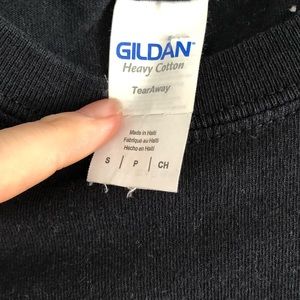 GILDAN
Heavy Cotton
TearAway
Made in Haiti
Fabriqué au Haïti
Hecho en Haití
S | P | CH